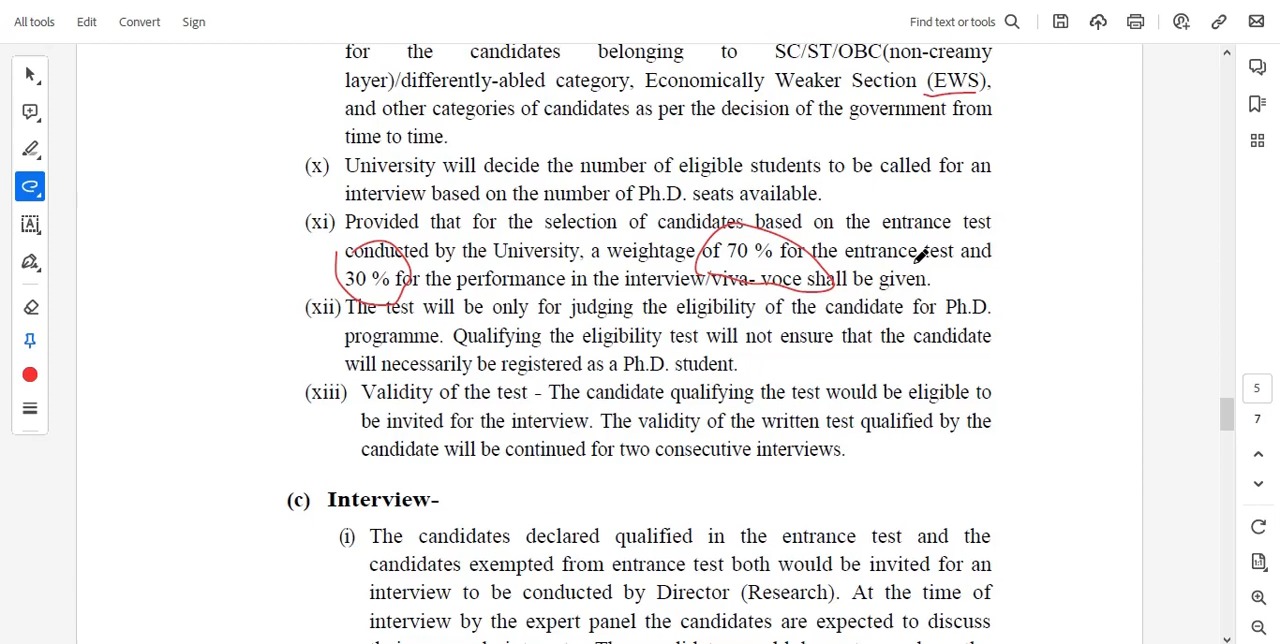 All tools Edit Convert Sign Find text or tools
for the candidates belonging to SC/ST/OBC(non-creamy
layer)/differently-abled category, Economically Weaker Section (EWS),
and other categories of candidates as per the decision of the government from
time to time.
(x) University will decide the number of eligible students to be called for an
interview based on the number of Ph.D. seats available.
(xi) Provided that for the selection of candidates based on the entrance test
conducted by the University, a weightage of 70 % for the entrance test and
30 % for the performance in the interview/viva- voce shall be given.
(xii) The test will be only for judging the eligibility of the candidate for Ph.D.
programme. Qualifying the eligibility test will not ensure that the candidate
will necessarily be registered as a Ph.D. student.
(xiii) Validity of the test - The candidate qualifying the test would be eligible to
be invited for the interview. The validity of the written test qualified by the
candidate will be continued for two consecutive interviews.
(c) Interview-
(i) The candidates declared qualified in the entrance test and the
candidates exempted from entrance test both would be invited for an
interview to be conducted by Director (Research). At the time of
interview by the expert panel the candidates are expected to discuss
5
7